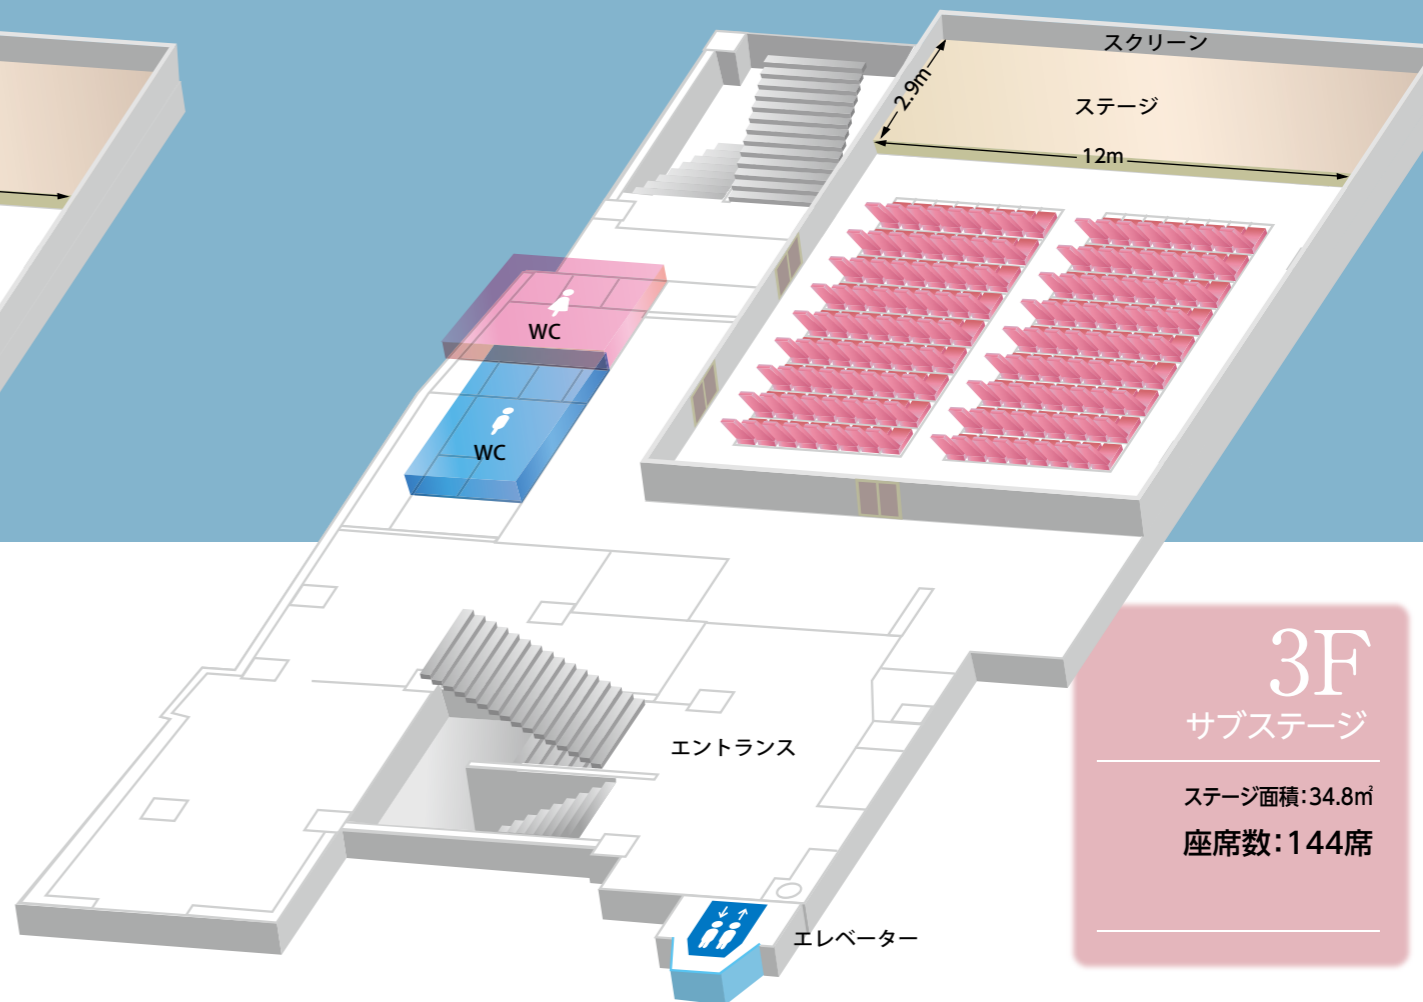 スクリーン
2.9m
ステージ
12m
WC
WC
エントランス
エレベーター
3F
サブステージ
ステージ面積：34.8㎡
座席数：144席